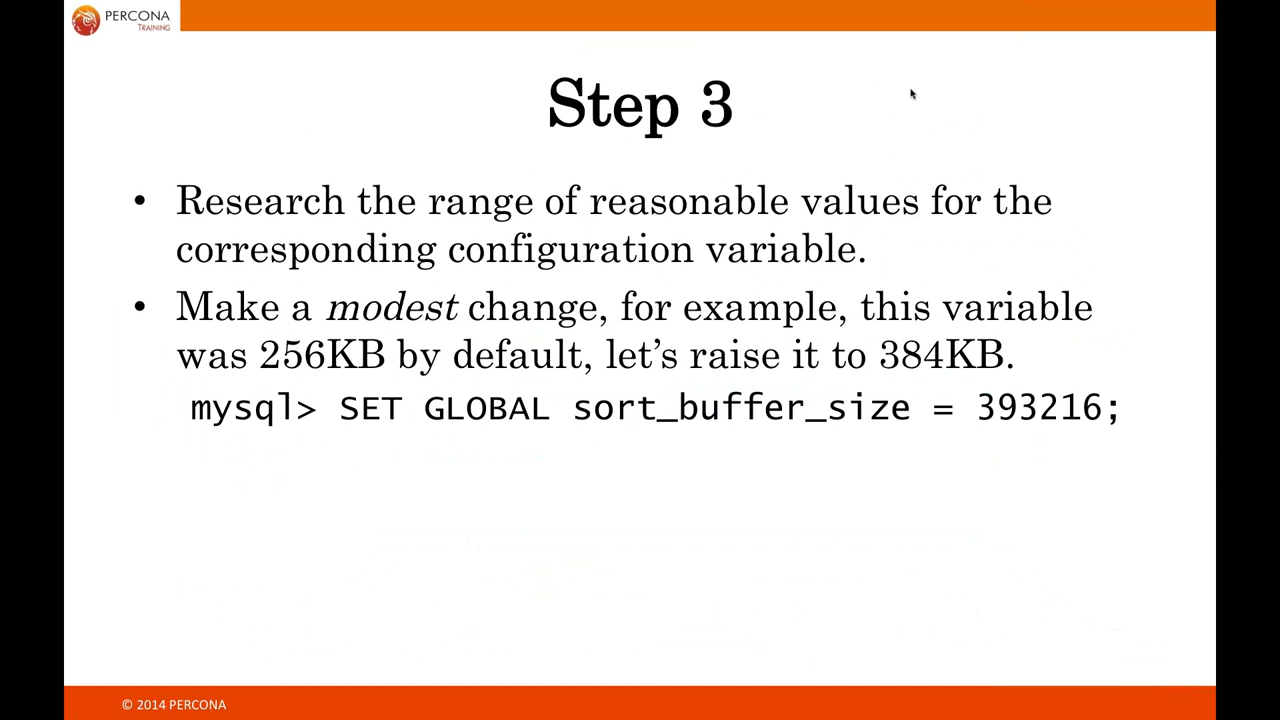 PERCONA
TRAINING
Step 3
• Research the range of reasonable values for the
corresponding configuration variable.
• Make a modest change, for example, this variable
was 256KB by default, let’s raise it to 384KB.
mysql> SET GLOBAL sort_buffer_size = 393216;
© 2014 PERCONA